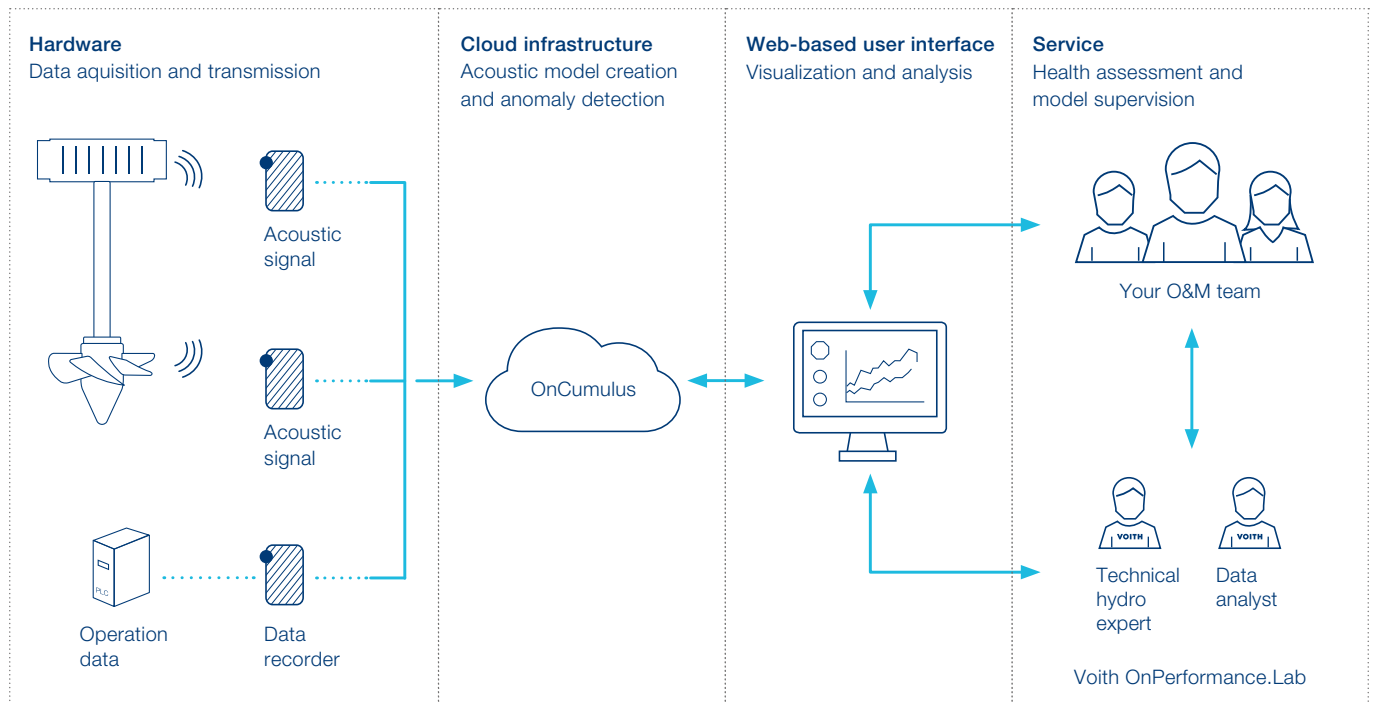 Hardware
Data aquisition and transmission
Acoustic
signal
Acoustic
signal
PLC
Operation
data
Data
recorder
Cloud infrastructure
Acoustic model creation
and anomaly detection
OnCumulus
Web-based user interface
Visualization and analysis
Service
Health assessment and
model supervision
Your O&M team
VOITH
VOITH
Technical
hydro
expert
Data
analyst
Voith OnPerformance.Lab